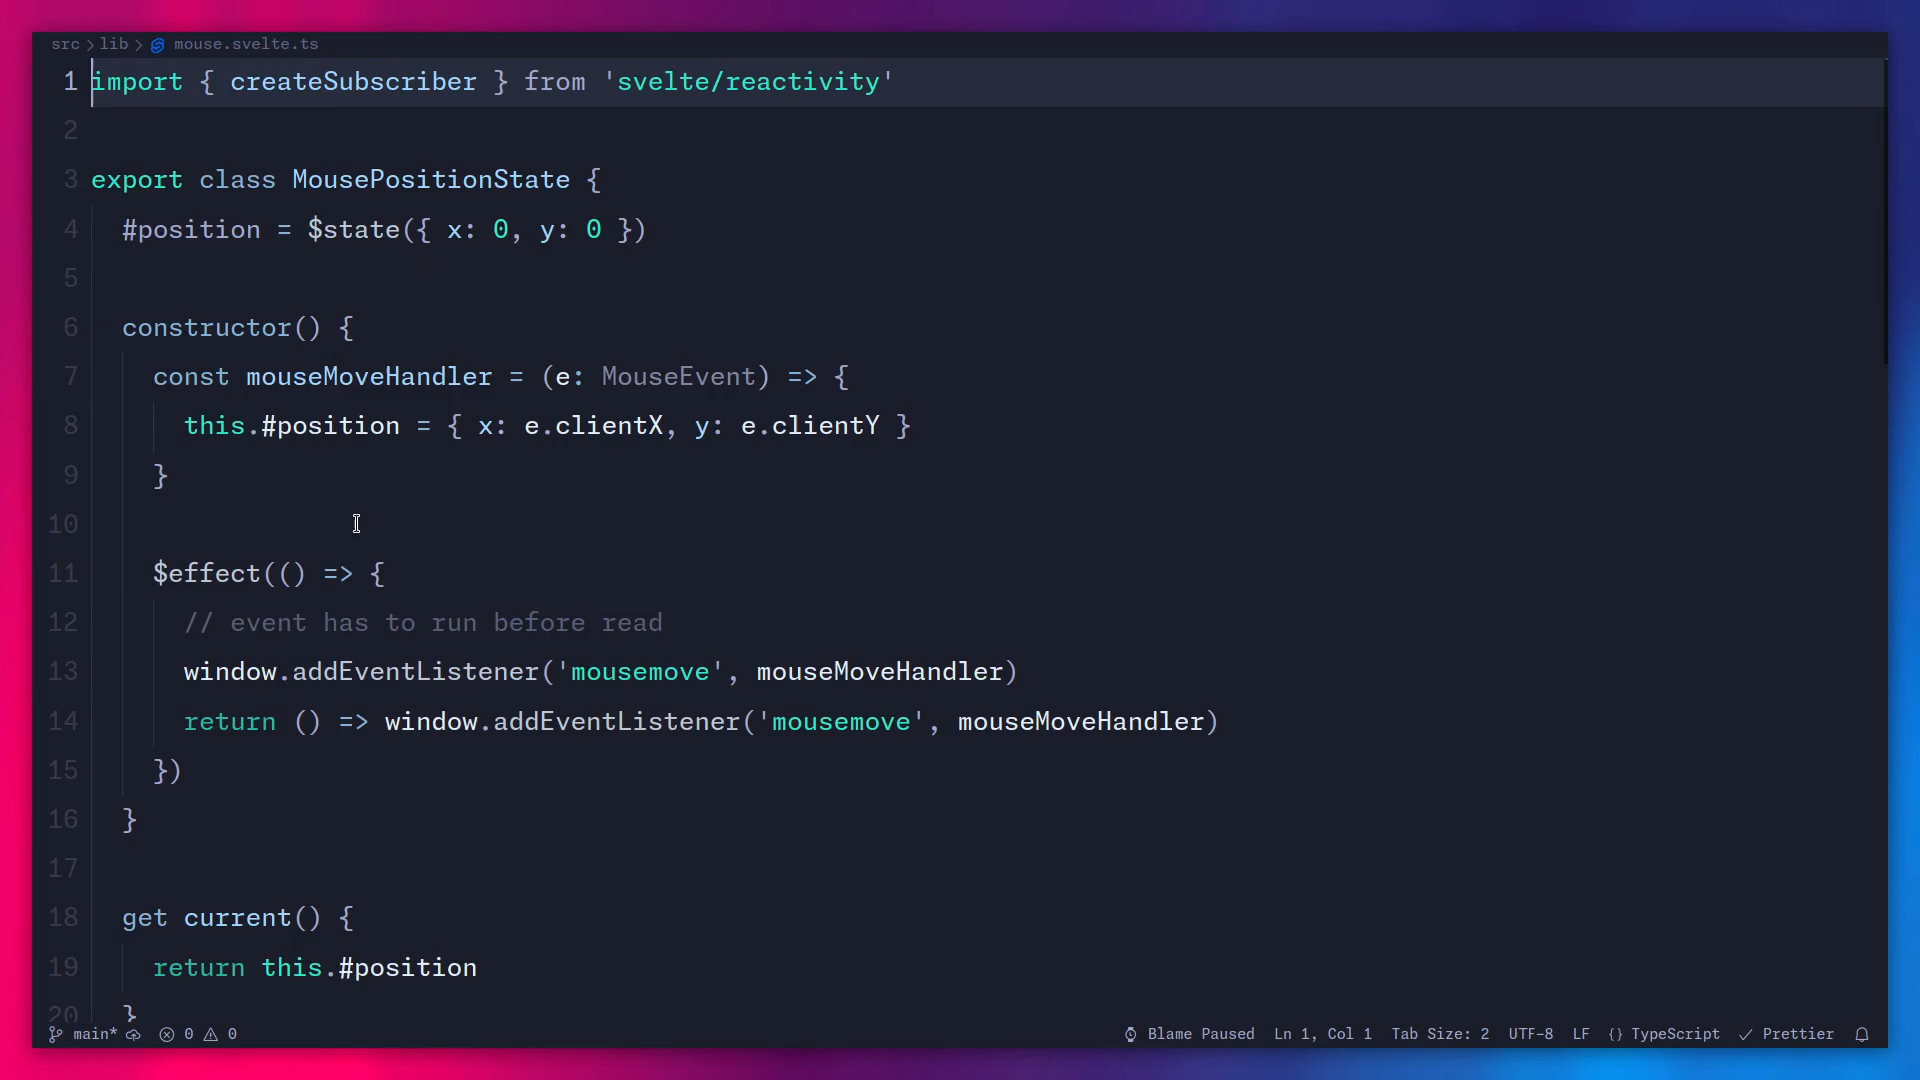 src > lib > mouse.svelte.ts
1 import { createSubscriber } from 'svelte/reactivity'
2
3 export class MousePositionState {
4 #position = $state({ x: 0, y: 0 })
5
6 constructor() {
7 const mouseMoveHandler = (e: MouseEvent) => {
8 this.#position = { x: e.clientX, y: e.clientY }
9 }
10
11 $effect(() => {
12 // event has to run before read
13 window.addEventListener('mousemove', mouseMoveHandler)
14 return () => window.addEventListener('mousemove', mouseMoveHandler)
15 })
16 }
17
18 get current() {
19 return this.#position
20 }
main* 0 0 Blame Paused Ln 1, Col 1 Tab Size: 2 UTF-8 LF {} TypeScript Prettier